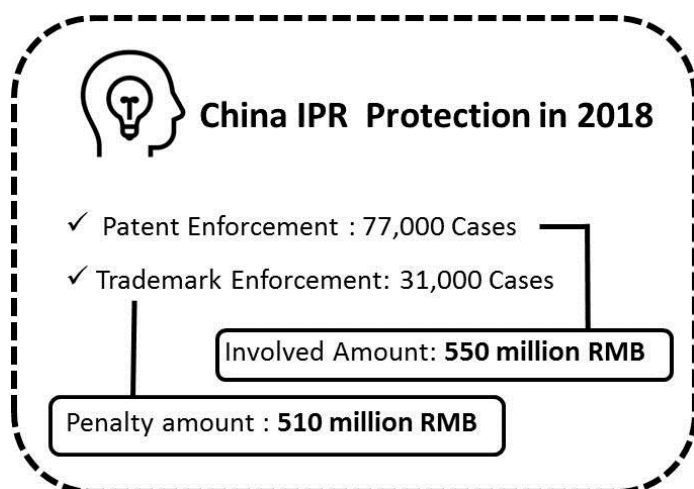 China IPR Protection in 2018
✓ Patent Enforcement : 77,000 Cases
✓ Trademark Enforcement: 31,000 Cases
Involved Amount: 550 million RMB
Penalty amount : 510 million RMB